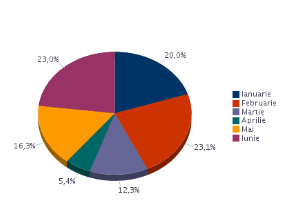 23,0%
20,0%
Ianuarie
Februarie
Martie
Aprilie
Mai
Iunie
16,3%
23,1%
5,4%
12,3%